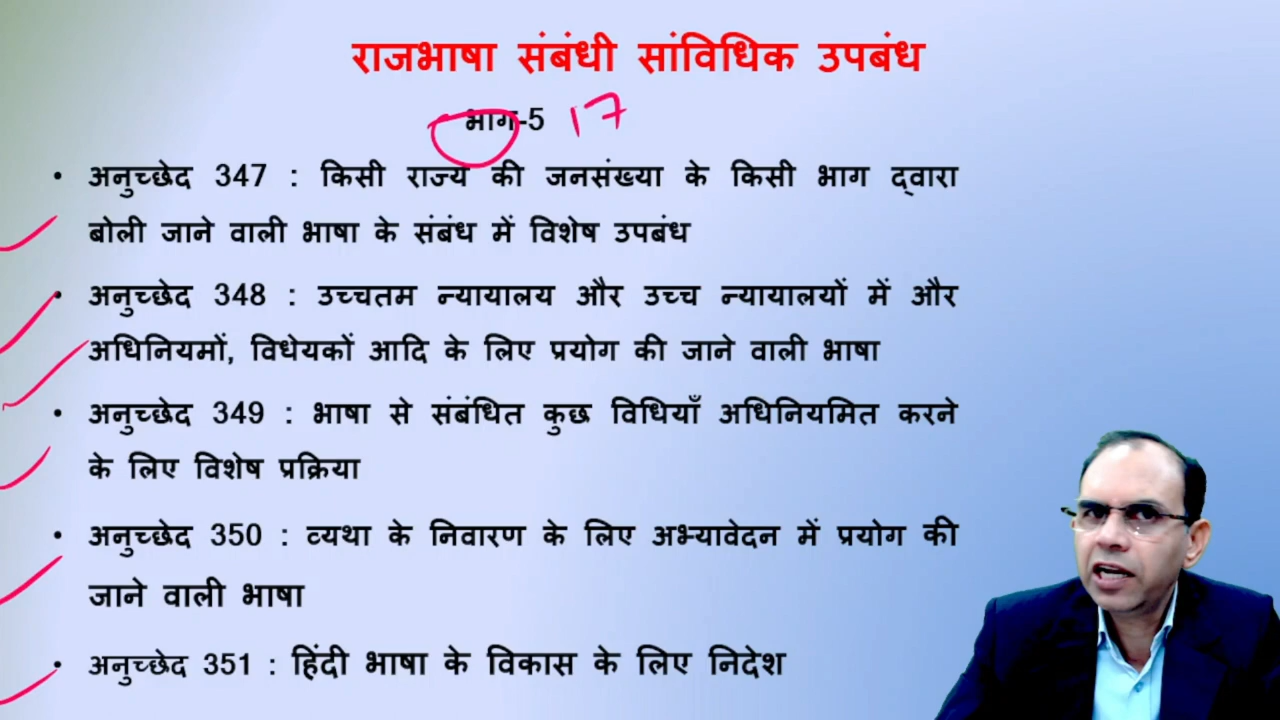 राजभाषा संबंधी सांविधिक उपबंध
भाग-5 17
• अनुच्छेद 347 : किसी राज्य की जनसंख्या के किसी भाग द्वारा
बोली जाने वाली भाषा के संबंध में विशेष उपबंध
• अनुच्छेद 348 : उच्चतम न्यायालय और उच्च न्यायालयों में और
अधिनियमों, विधेयकों आदि के लिए प्रयोग की जाने वाली भाषा
• अनुच्छेद 349 : भाषा से संबंधित कुछ विधियाँ अधिनियमित करने
के लिए विशेष प्रक्रिया
• अनुच्छेद 350 : व्यथा के निवारण के लिए अभ्यावेदन में प्रयोग की
जाने वाली भाषा
• अनुच्छेद 351 : हिंदी भाषा के विकास के लिए निदेश